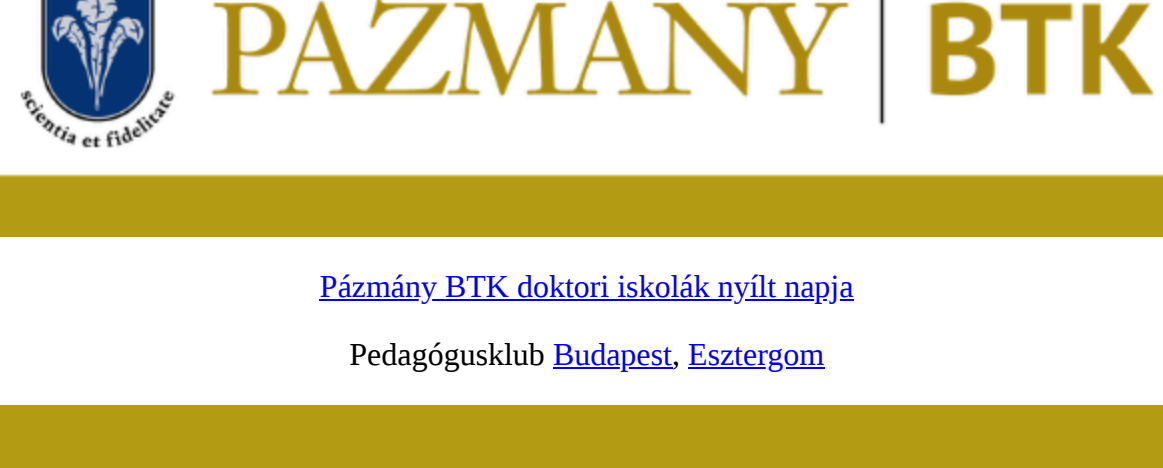 PÁZMÁNY BTK
scientia et fidelitate
Pázmány BTK doktori iskolák nyílt napja
Pedagógusklub Budapest, Esztergom